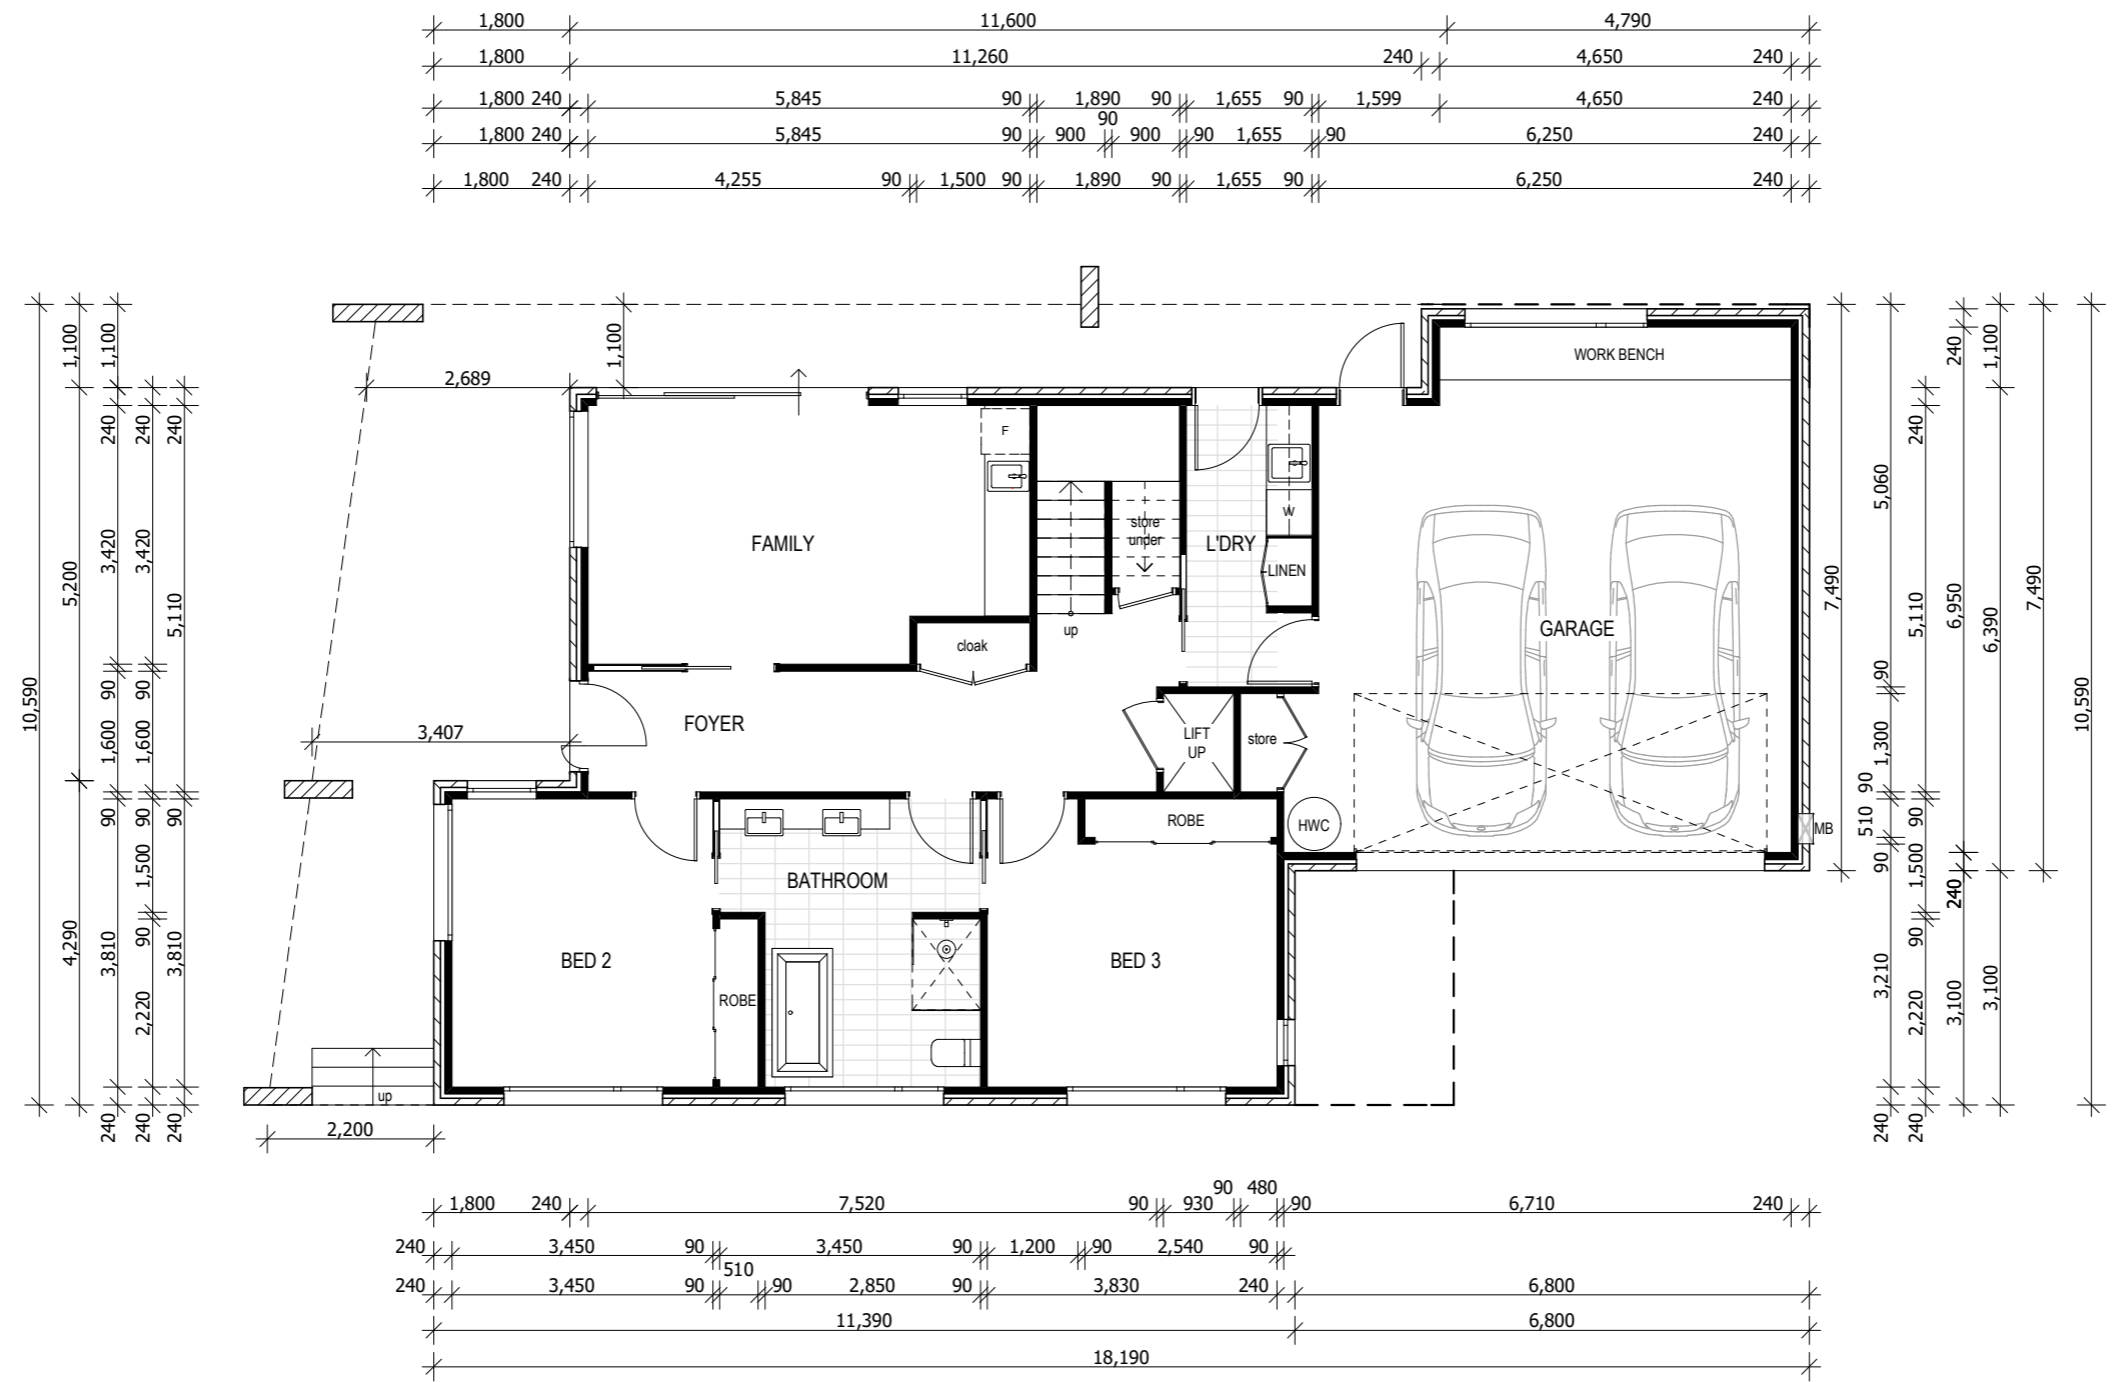 1,800 11,600 4,790
1,800 11,260 240 4,650 240
1,800 240 5,845 90 1,890 90 1,655 90 1,599 4,650 240
90
1,800 240 5,845 90 900 900 90 1,655 90 6,250 240
1,800 240 4,255 90 1,500 90 1,890 90 1,655 90 6,250 240
10,590
1,100
5,200
4,290
1,100
240
3,420
90
1,600
90
3,810
240
240
3,420
90
1,600
90
1,500
90
2,220
240
240
5,110
90
3,810
240
1,100
2,689
3,407
2,200
WORK BENCH
F
FAMILY
store
under
up
cloak
W
L'DRY
LINEN
GARAGE
FOYER
LIFT
UP
store
ROBE
HWC
MB
BATHROOM
BED 2
ROBE
BED 3
up
7,490
5,060
90
1,300
90
510
90
3,210
240
240
5,110
90
1,500
90
2,220
240
240
6,950
240
3,100
1,100
6,390
3,100
7,490
10,590
90 480
1,800 240 7,520 90 930 90 6,710 240
240 3,450 90 3,450 90 1,200 90 2,540 90
510
240 3,450 90 90 2,850 90 3,830 240 6,800
11,390 6,800
18,190